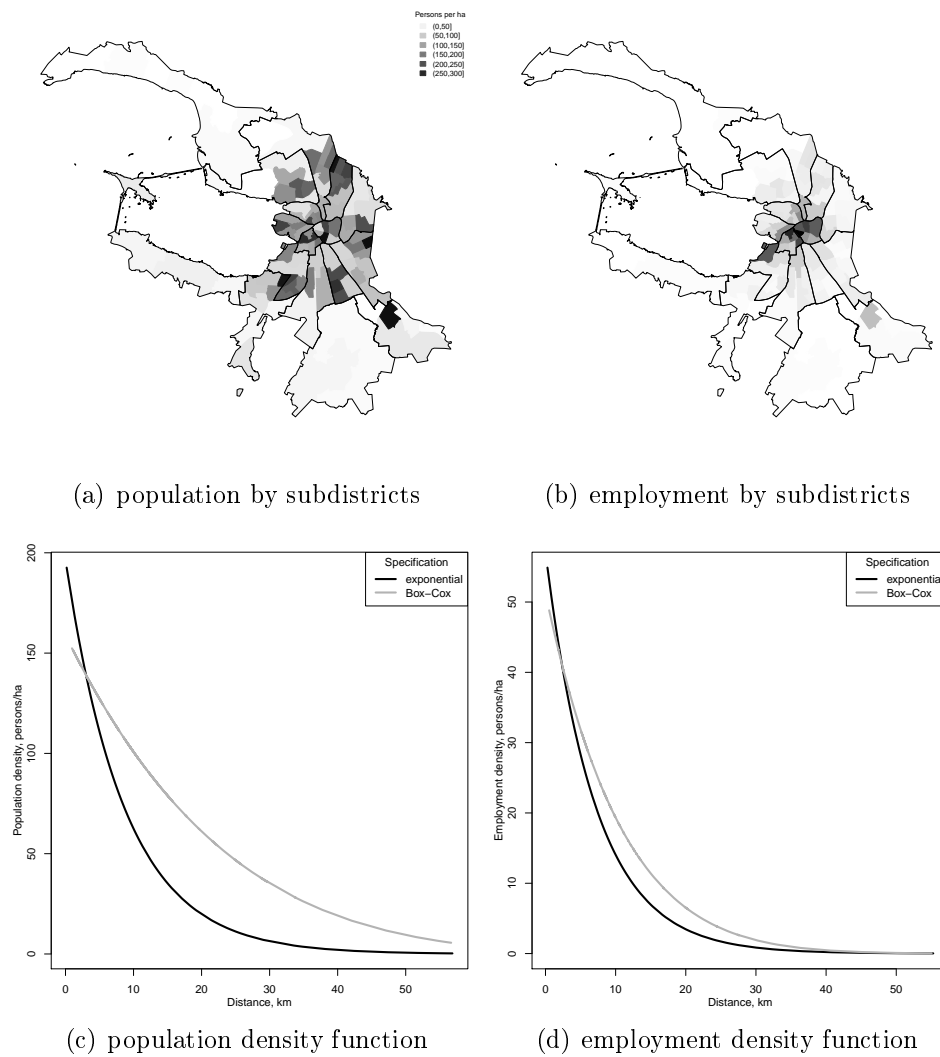 Persons per ha
(0,50]
(50,100]
(100,150]
(150,200]
(200,250]
(250,300]
(a) population by subdistricts
(b) employment by subdistricts
Specification
exponential
Box−Cox
Population density, persons/ha
0
50
100
150
200
0
10
20
30
40
50
Distance, km
Specification
exponential
Box−Cox
Employment density, persons/ha
0
10
20
30
40
50
0
10
20
30
40
50
Distance, km
(c) population density function
(d) employment density function